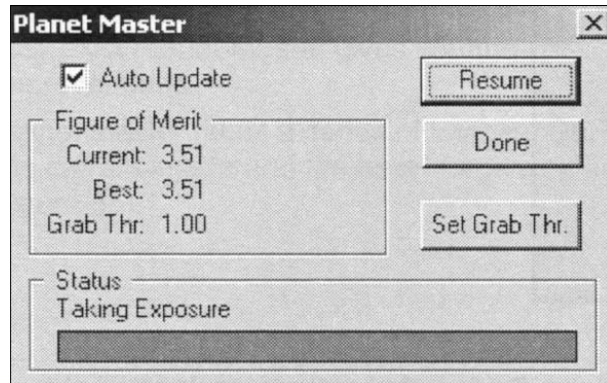 Planet Master
Auto Update
Resume
Figure of Merit
Current: 3.51
Best: 3.51
Grab Thr: 1.00
Done
Set Grab Thr.
Status
Taking Exposure